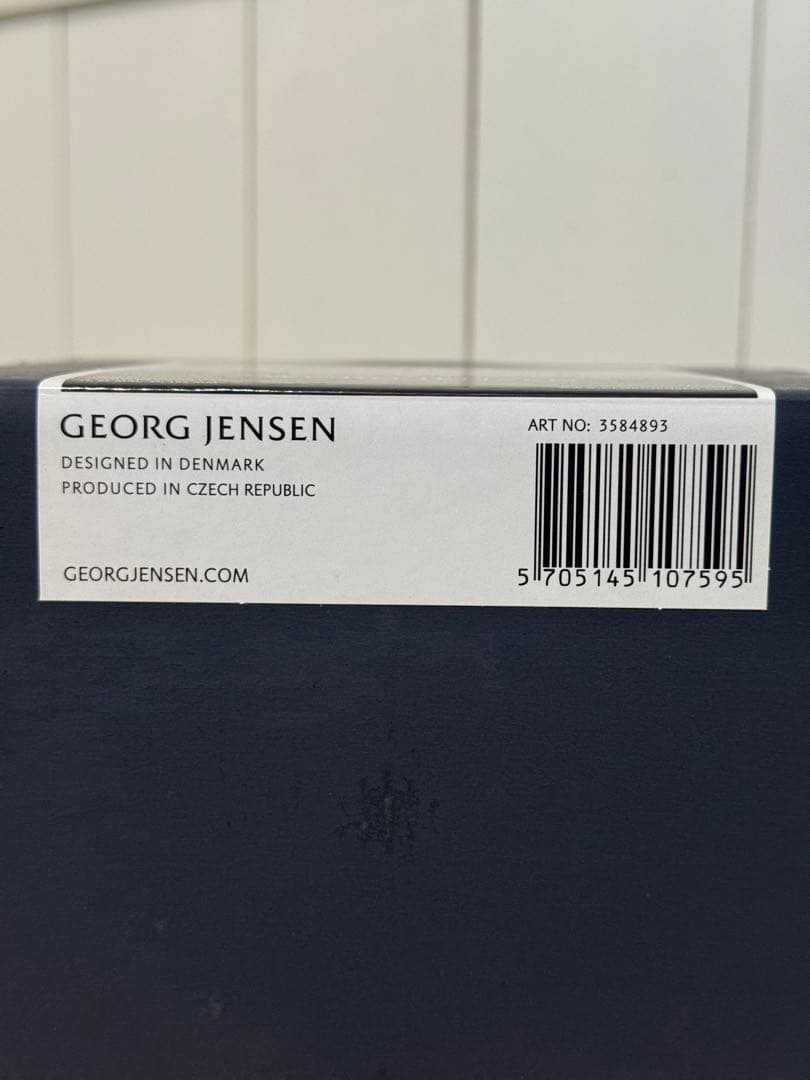 GEORG JENSEN
DESIGNED IN DENMARK
PRODUCED IN CZECH REPUBLIC
GEORGJENSEN.COM
ART NO: 3584893
5 705145 107595